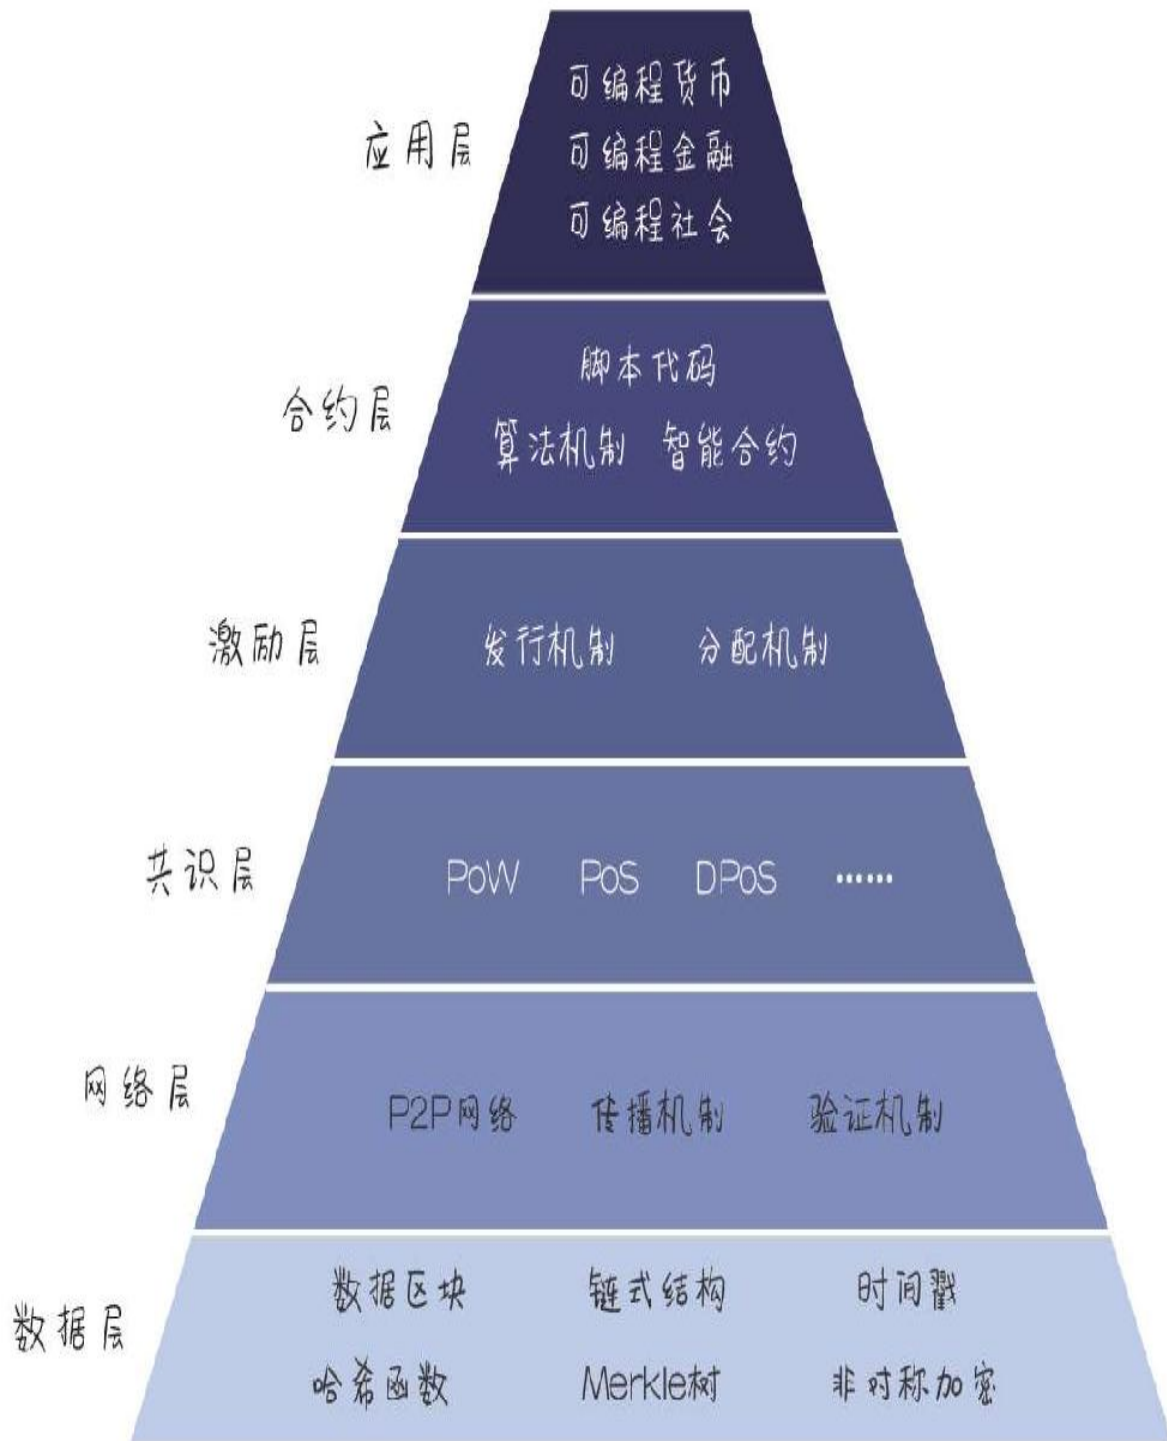 可编程货币
应用层 可编程金融
可编程社会
脚本代码
合约层 算法机制 智能合约
激励层 发行机制 分配机制
共识层 PoW PoS DPoS ······
网络层 P2P网络 传播机制 验证机制
数据区块 链式结构 时间戳
数据层
哈希函数 Merkle树 非对称加密